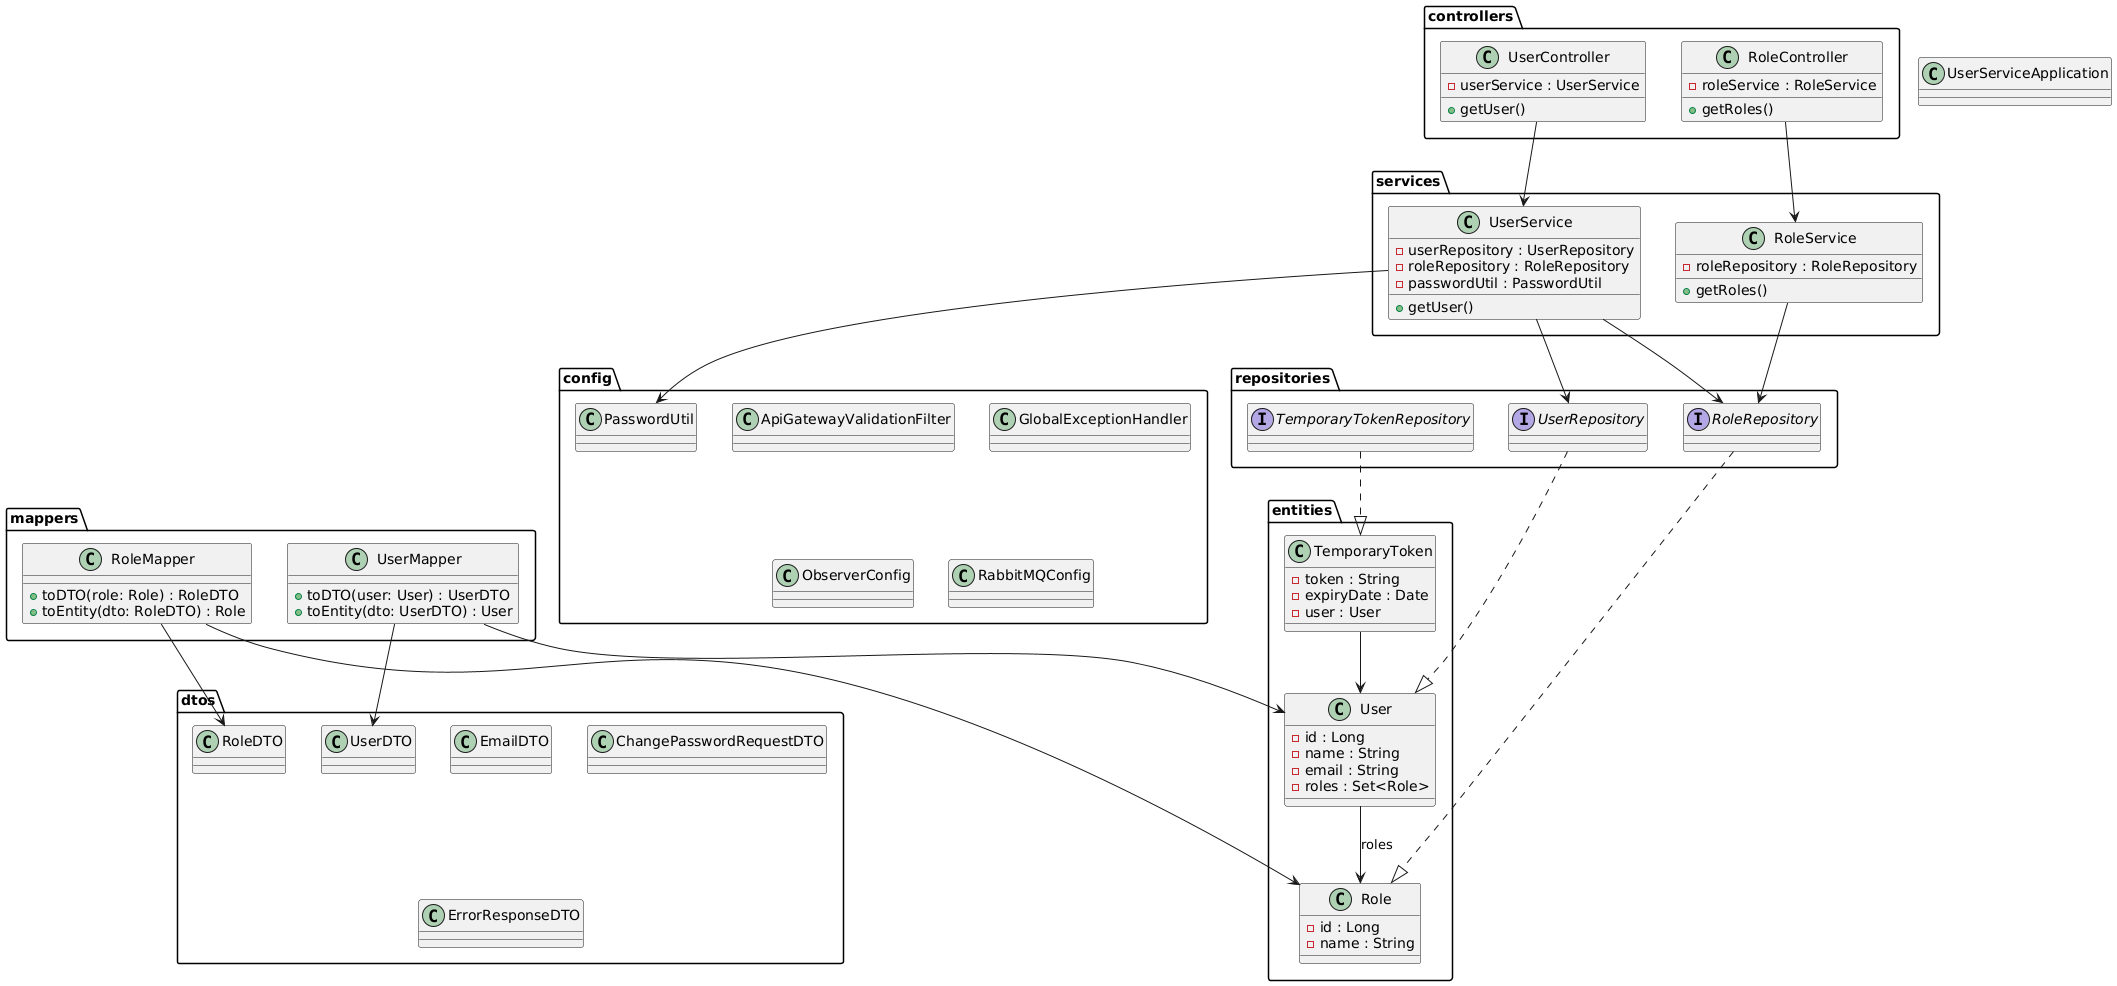 controllers
C UserController
userService : UserService
getUser()
C RoleController
roleService : RoleService
getRoles()
C UserServiceApplication
services
C UserService
userRepository : UserRepository
roleRepository : RoleRepository
passwordUtil : PasswordUtil
getUser()
C RoleService
roleRepository : RoleRepository
getRoles()
config
C PasswordUtil
C ApiGatewayValidationFilter
C GlobalExceptionHandler
C ObserverConfig
C RabbitMQConfig
repositories
I TemporaryTokenRepository
I UserRepository
I RoleRepository
mappers
C RoleMapper
toDTO(role: Role) : RoleDTO
toEntity(dto: RoleDTO) : Role
C UserMapper
toDTO(user: User) : UserDTO
toEntity(dto: UserDTO) : User
entities
C TemporaryToken
token : String
expiryDate : Date
user : User
C User
id : Long
name : String
email : String
roles : Set<Role>
roles
C Role
id : Long
name : String
dtos
C RoleDTO
C UserDTO
C EmailDTO
C ChangePasswordRequestDTO
C ErrorResponseDTO